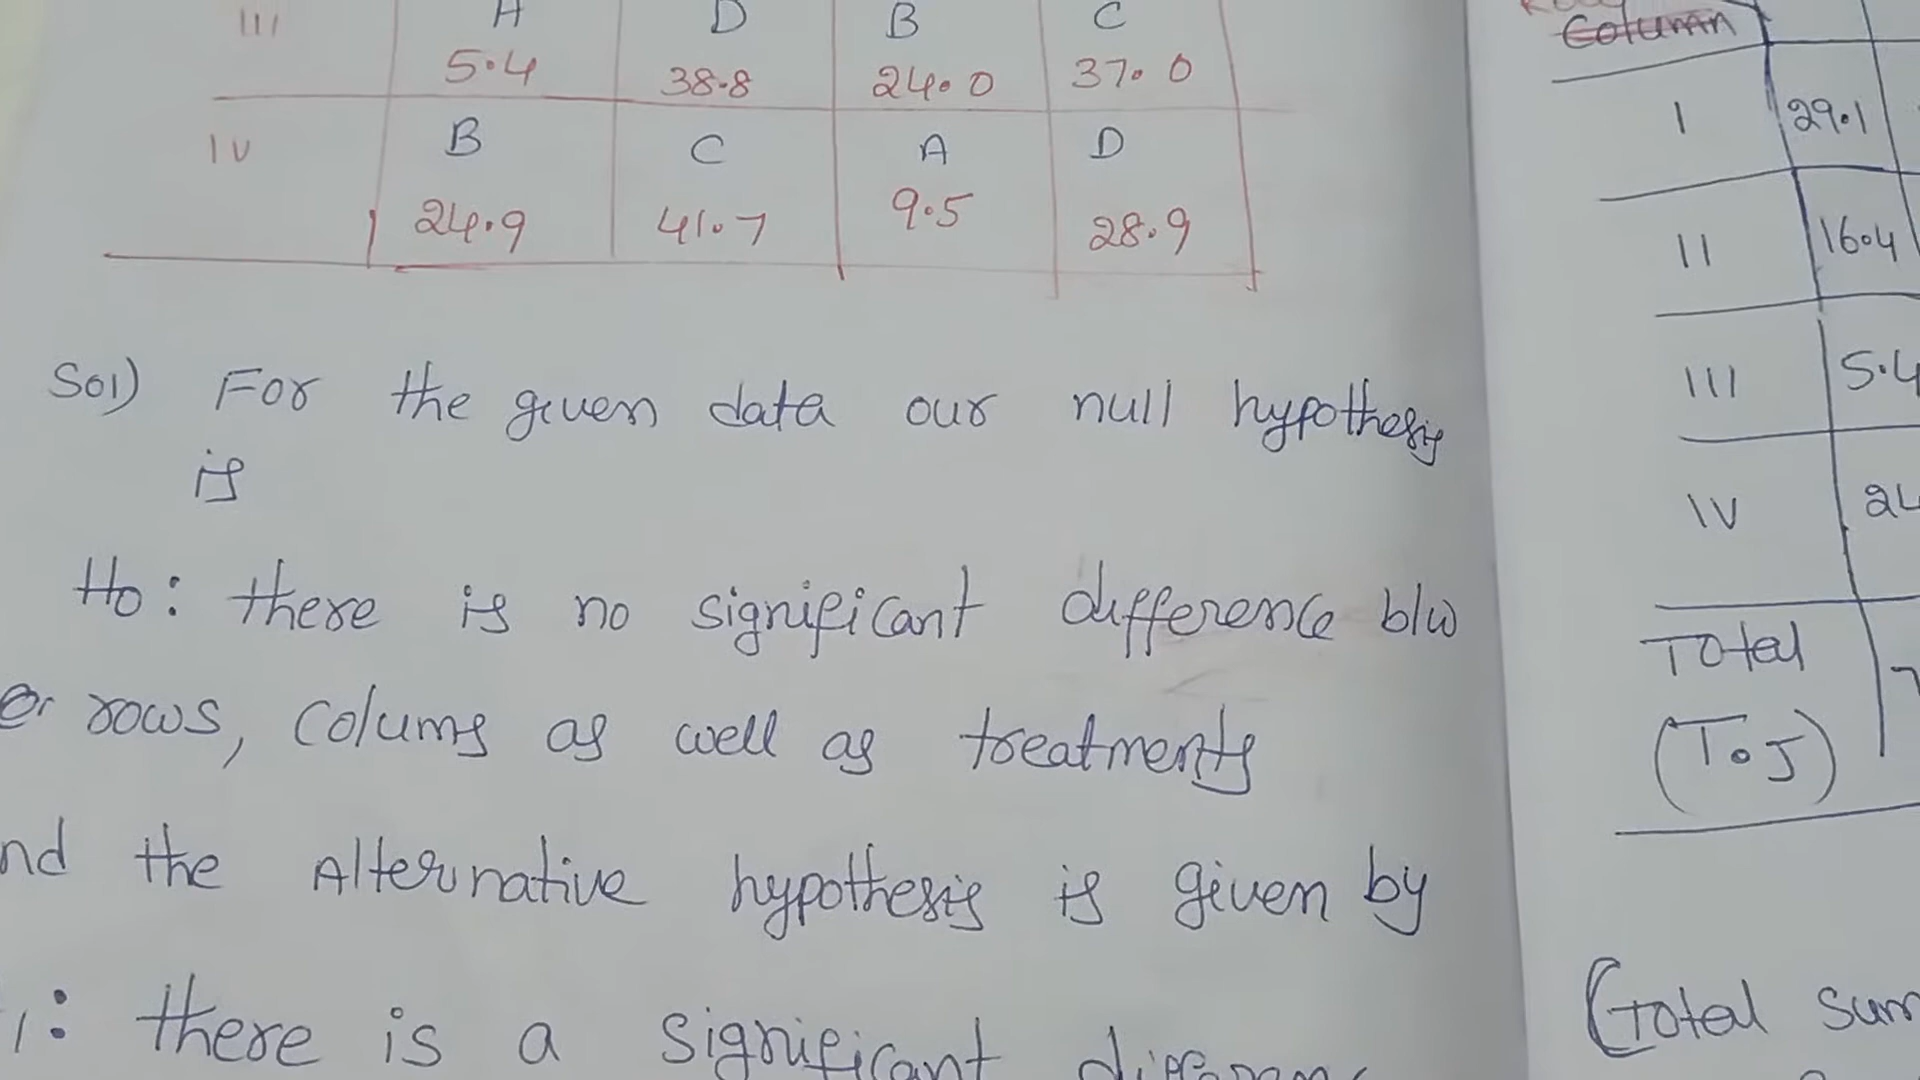 III A D B C
5.4 38.8 24.0 37.0
IV B C A D
24.9 41.7 9.5 28.9
Sol) For the given data our null hypothesis
is
Ho: there is no significant difference b/w
rows, colums as well as treatments
nd the Alternative hypothesis is given by
1: there is a significant
Column
I 29.1
II 16.4
III 5.4
IV 24
Total
(T.J)
(Total sum